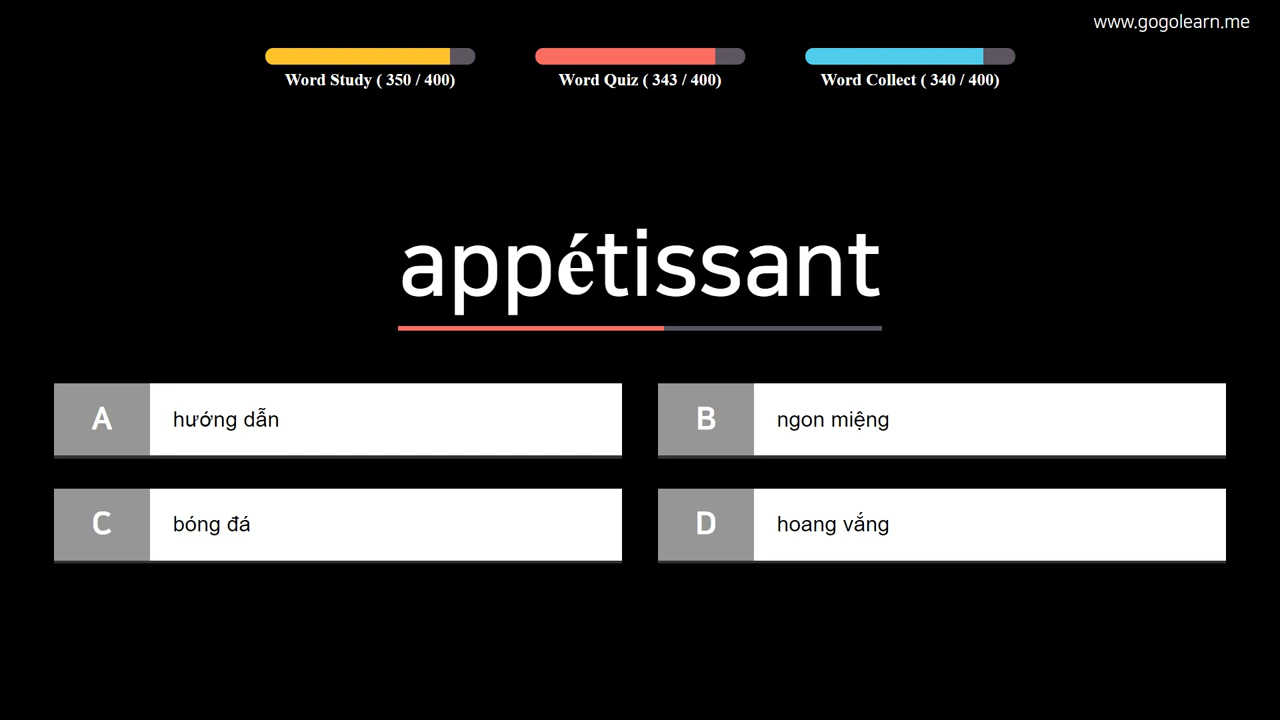 www.gogolearn.me
Word Study ( 350 / 400)
Word Quiz ( 343 / 400)
Word Collect ( 340 / 400)
appétissant
A
hướng dẫn
B
ngon miệng
C
bóng đá
D
hoang vắng